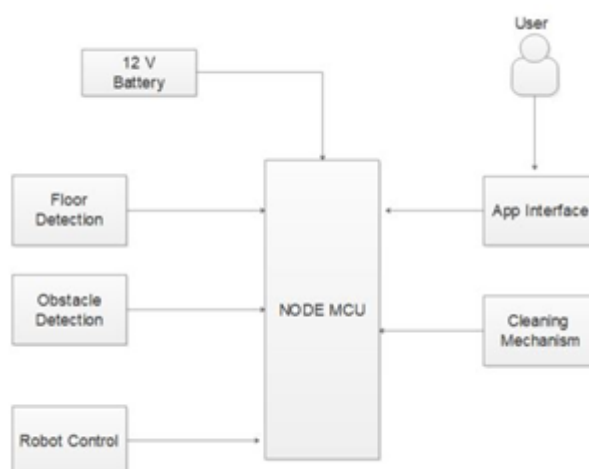 User
12 V
Battery
Floor
Detection
App Interface
Obstacle
Detection
NODE MCU
Cleaning
Mechanism
Robot Control